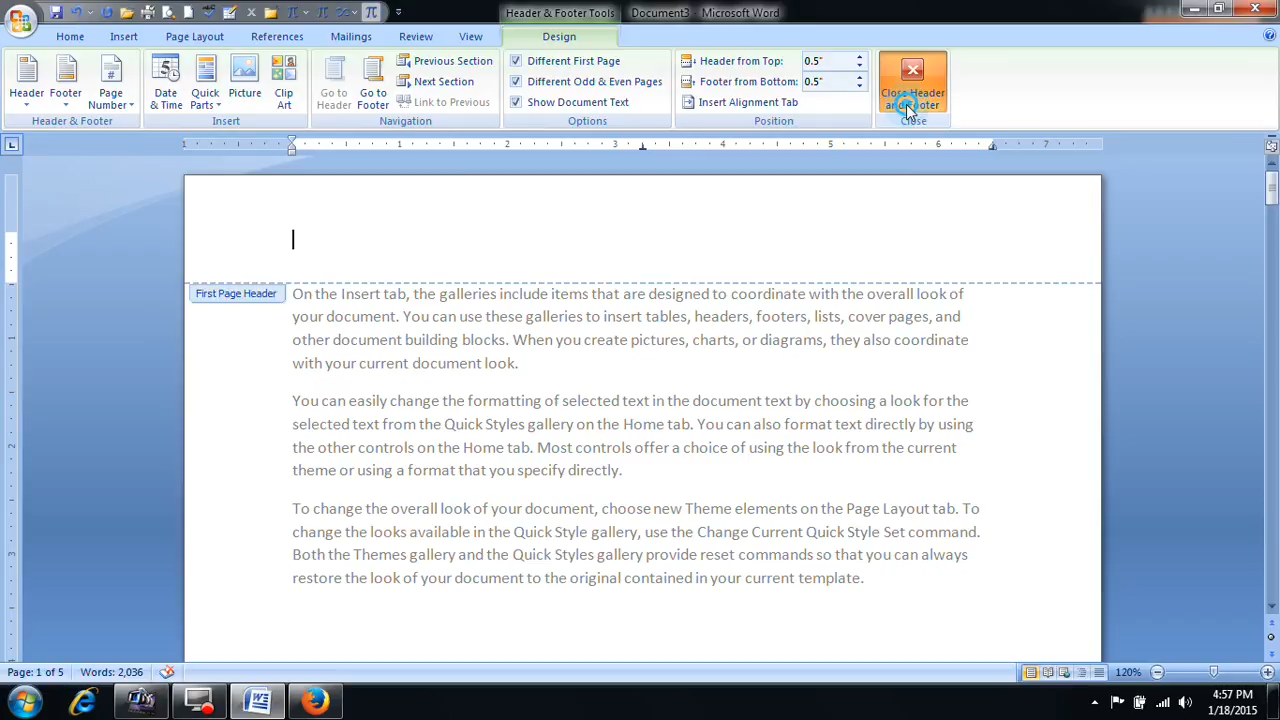 Header & Footer Tools Document3 - Microsoft Word
Home Insert Page Layout References Mailings Review View Design
Header Footer Page Number
Header & Footer
Date & Time Quick Parts Picture Clip Art
Insert
Go to Header Go to Footer Previous Section Next Section Link to Previous
Navigation
Different First Page
Different Odd & Even Pages
Show Document Text
Options
Header from Top: 0.5"
Footer from Bottom: 0.5"
Insert Alignment Tab
Position
Close Header and Footer
Close
1 1 2 3 4 5 6 7
First Page Header
On the Insert tab, the galleries include items that are designed to coordinate with the overall look of
your document. You can use these galleries to insert tables, headers, footers, lists, cover pages, and
other document building blocks. When you create pictures, charts, or diagrams, they also coordinate
with your current document look.
You can easily change the formatting of selected text in the document text by choosing a look for the
selected text from the Quick Styles gallery on the Home tab. You can also format text directly by using
the other controls on the Home tab. Most controls offer a choice of using the look from the current
theme or using a format that you specify directly.
To change the overall look of your document, choose new Theme elements on the Page Layout tab. To
change the looks available in the Quick Style gallery, use the Change Current Quick Style Set command.
Both the Themes gallery and the Quick Styles gallery provide reset commands so that you can always
restore the look of your document to the original contained in your current template.
1
2
3
Page: 1 of 5 Words: 2,036 120%
4:57 PM
1/18/2015